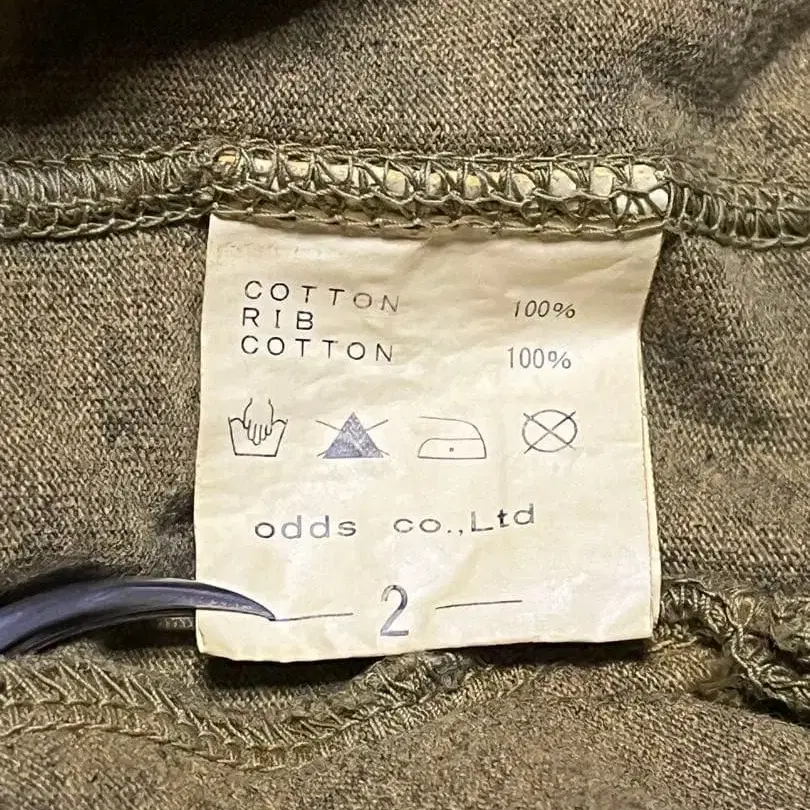 COTTON 100%
RIB
COTTON 100%
odds co.,Ltd
— 2 —